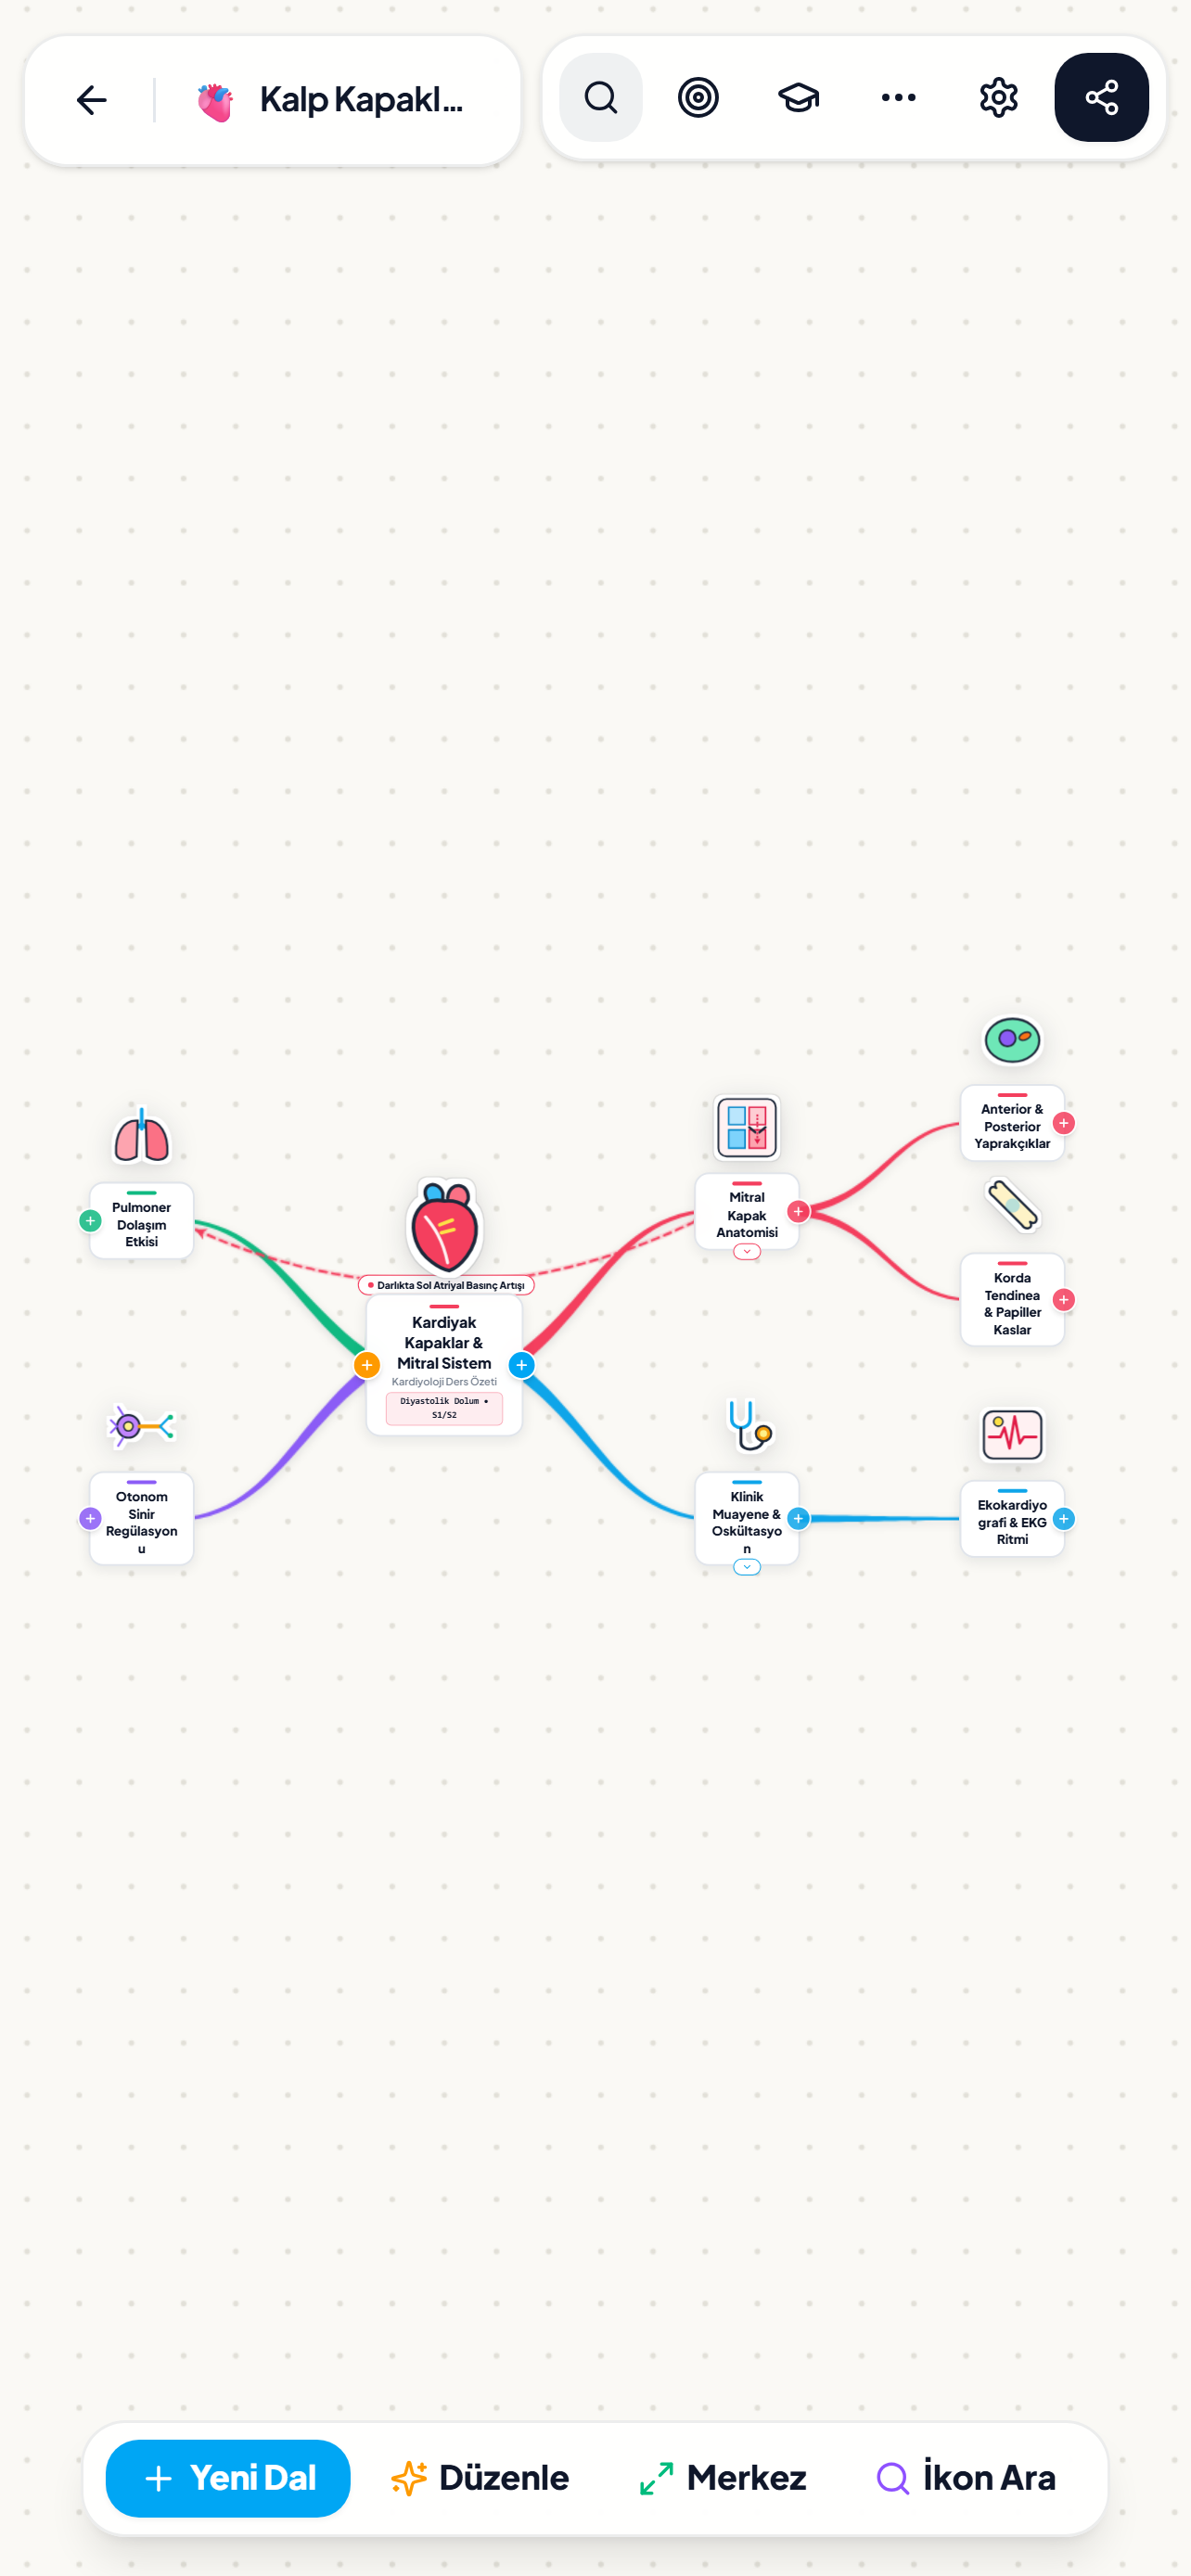 Kalp Kapakl...
Anterior &
Posterior
Yaprakçıklar
Pulmoner
Dolaşım
Etkisi
Mitral
Kapak
Anatomisi
Darlıkta Sol Atriyal Basınç Artışı
Korda
Tendinea
& Papiller
Kaslar
Kardiyak
Kapaklar &
Mitral Sistem
Kardiyoloji Ders Özeti
Diyastolik Dolum •
S1/S2
Otonom
Sinir
Regülasyon
u
Klinik
Muayene &
Oskültasyo
n
Ekokardiyo
grafi & EKG
Ritmi
Yeni Dal
Düzenle
Merkez
İkon Ara